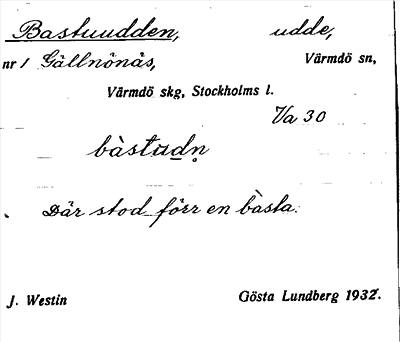 Bastuudden, udde,
nr 1 Gällnönäs, Värmdö sn,
Värmdö skg, Stockholms l.
Va 30
bàstudn̥
Där stod förr en bàsta.
J. Westin Gösta Lundberg 1932.